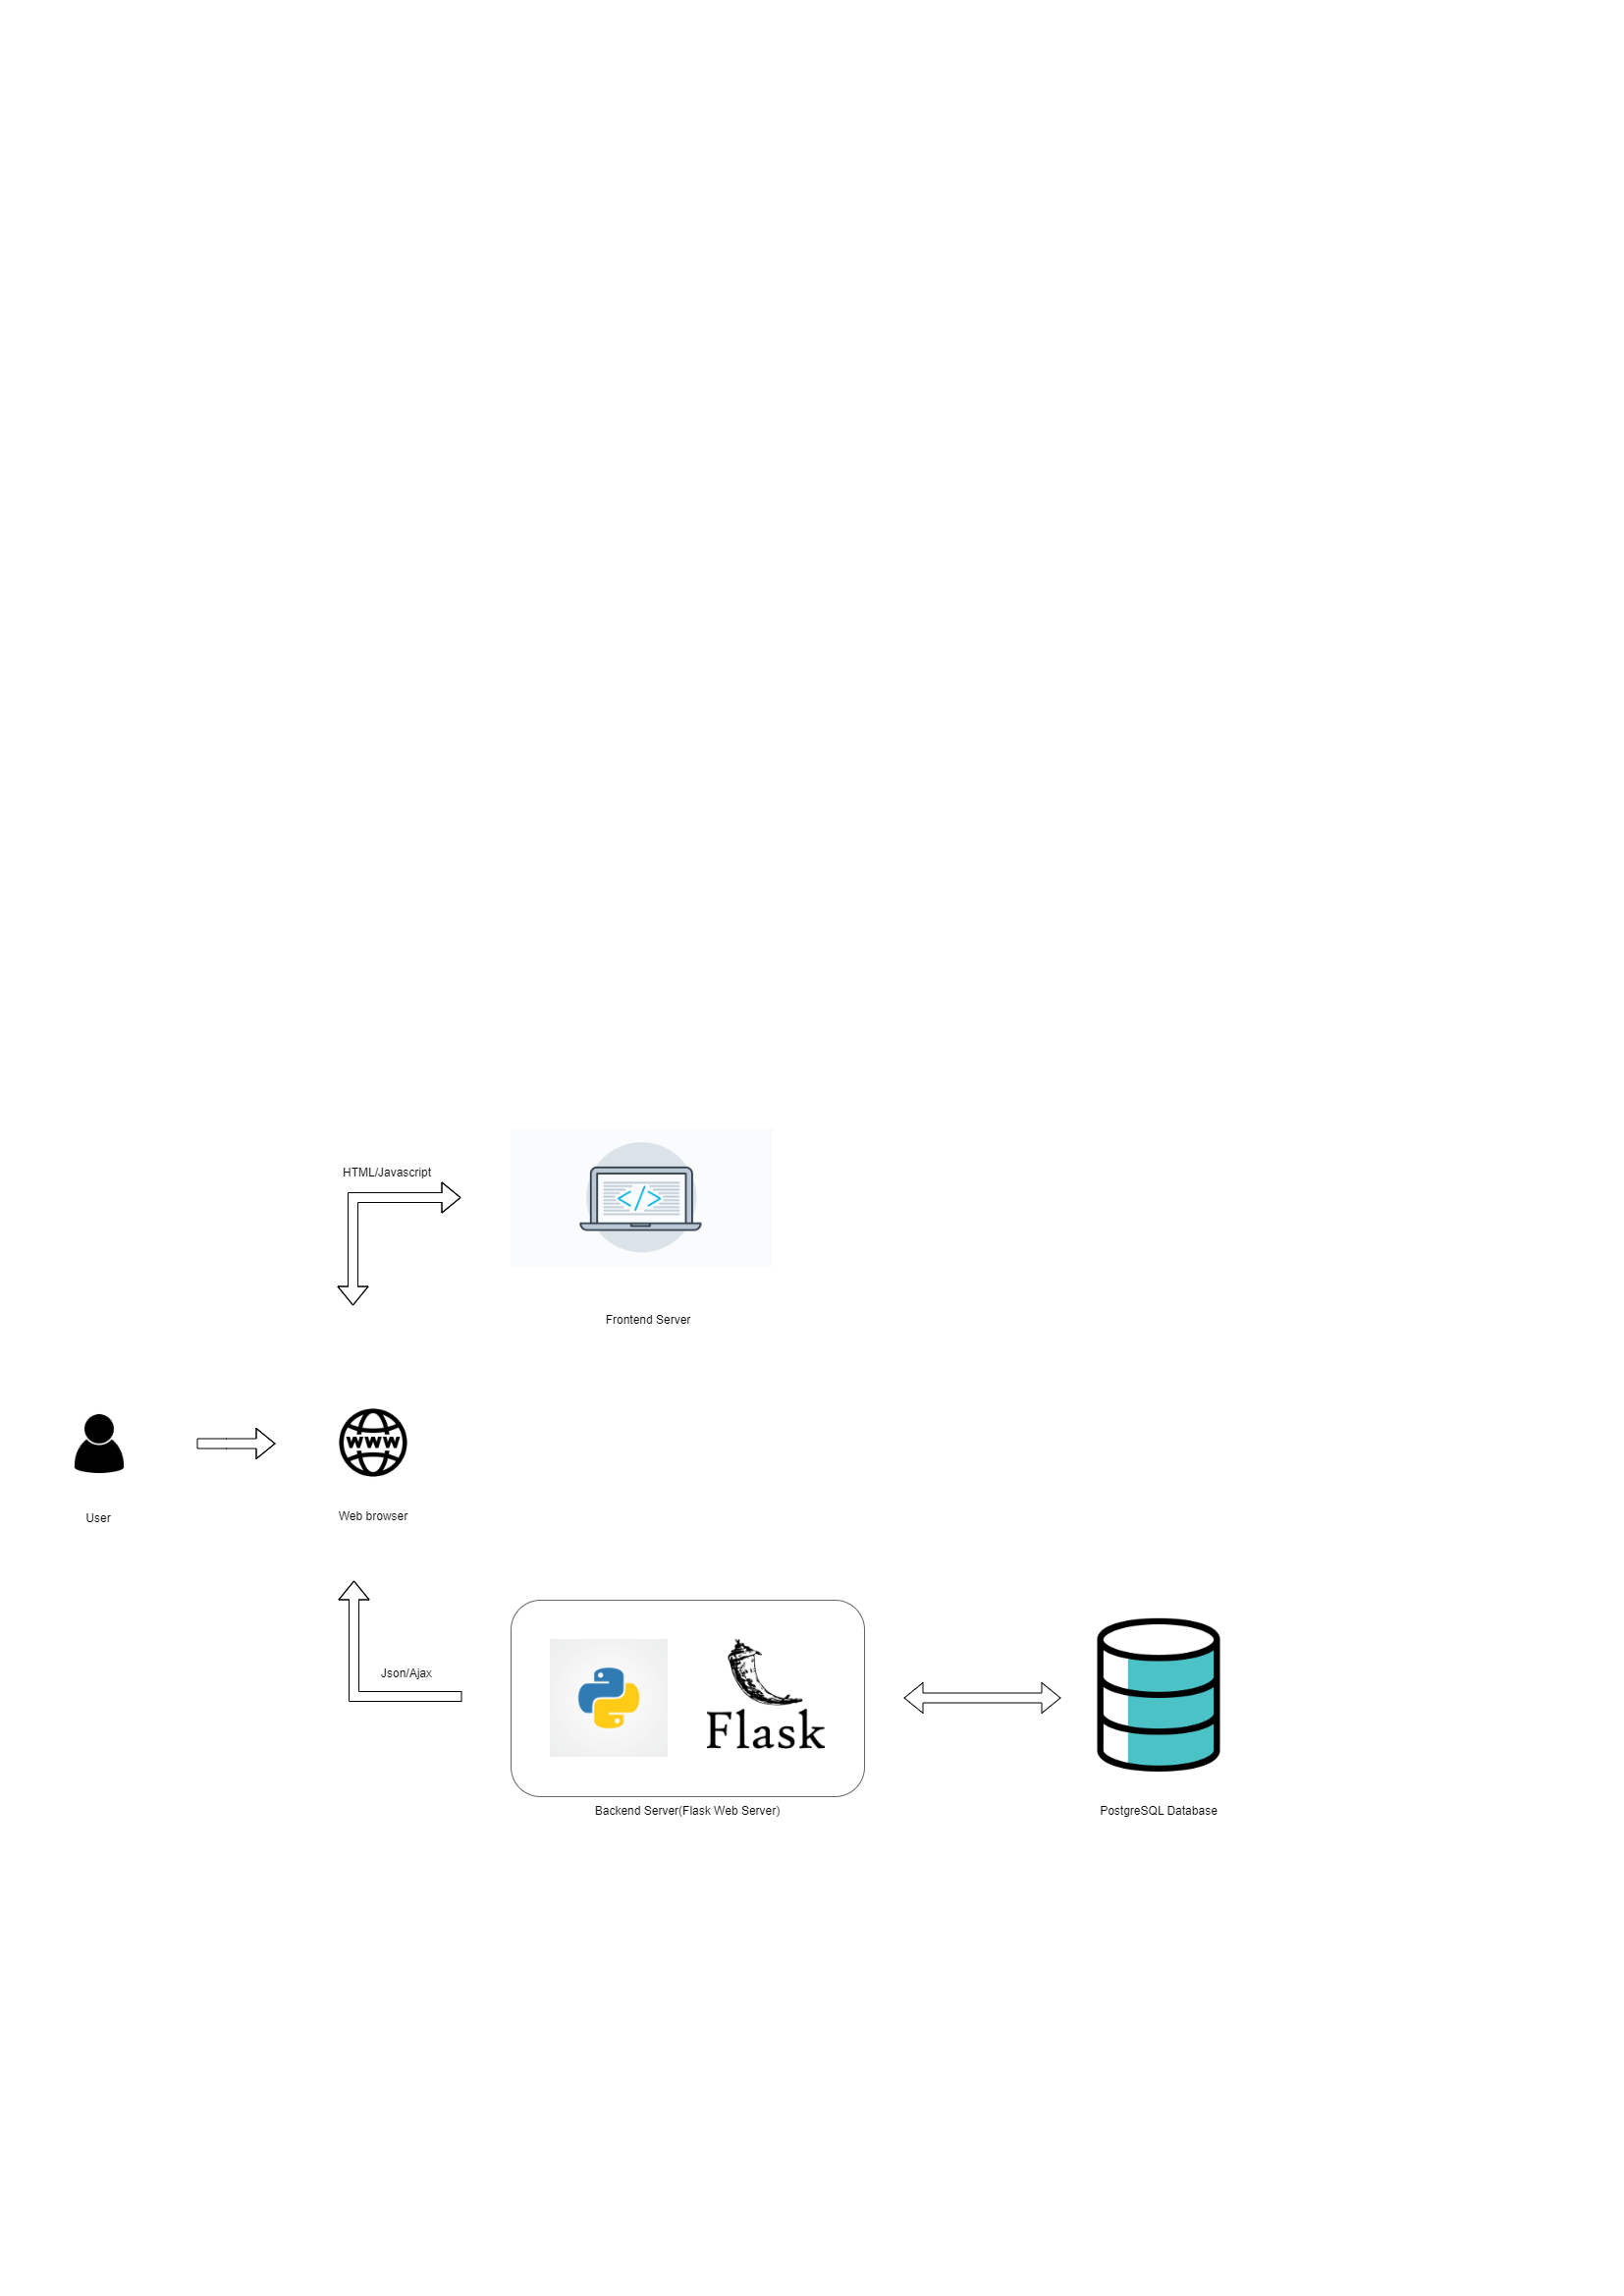 HTML/Javascript
</>
Frontend Server
WWW
User
Web browser
Json/Ajax
Flask
Backend Server(Flask Web Server)
PostgreSQL Database